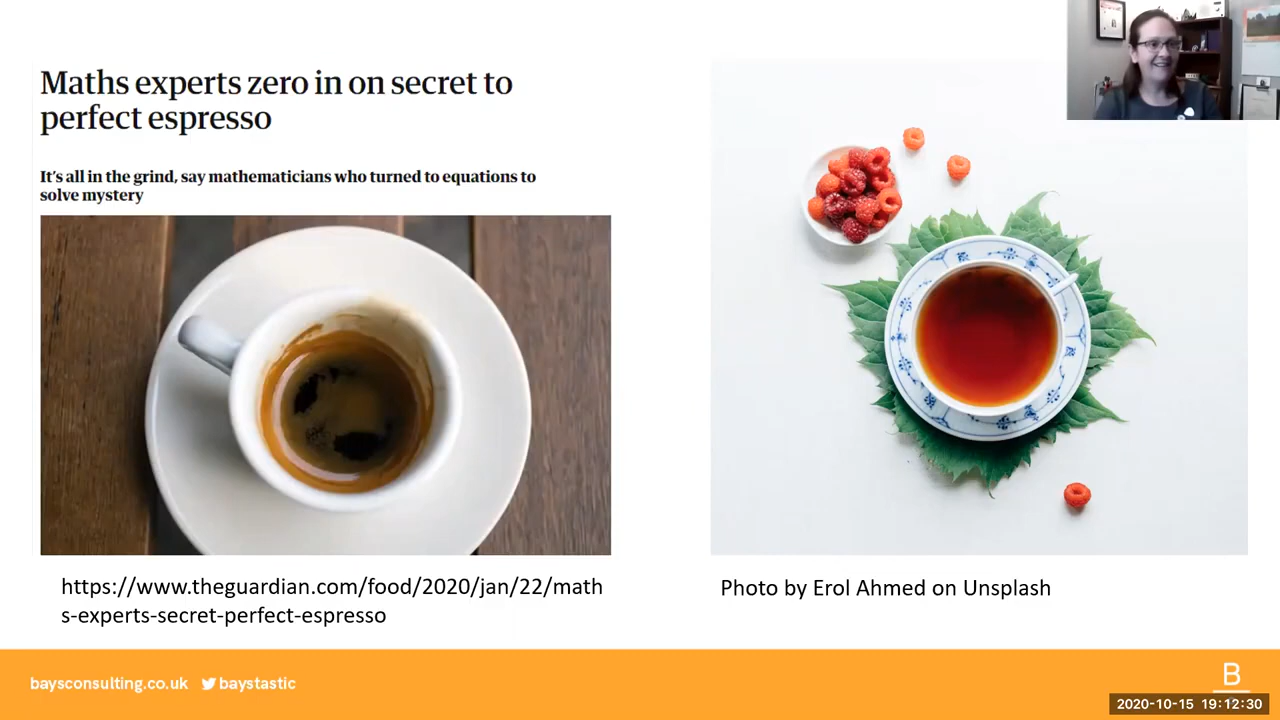 Maths experts zero in on secret to
perfect espresso
It's all in the grind, say mathematicians who turned to equations to
solve mystery
https://www.theguardian.com/food/2020/jan/22/math
s-experts-secret-perfect-espresso
Photo by Erol Ahmed on Unsplash
baysconsulting.co.uk baystastic
B
2020-10-15 19:12:30